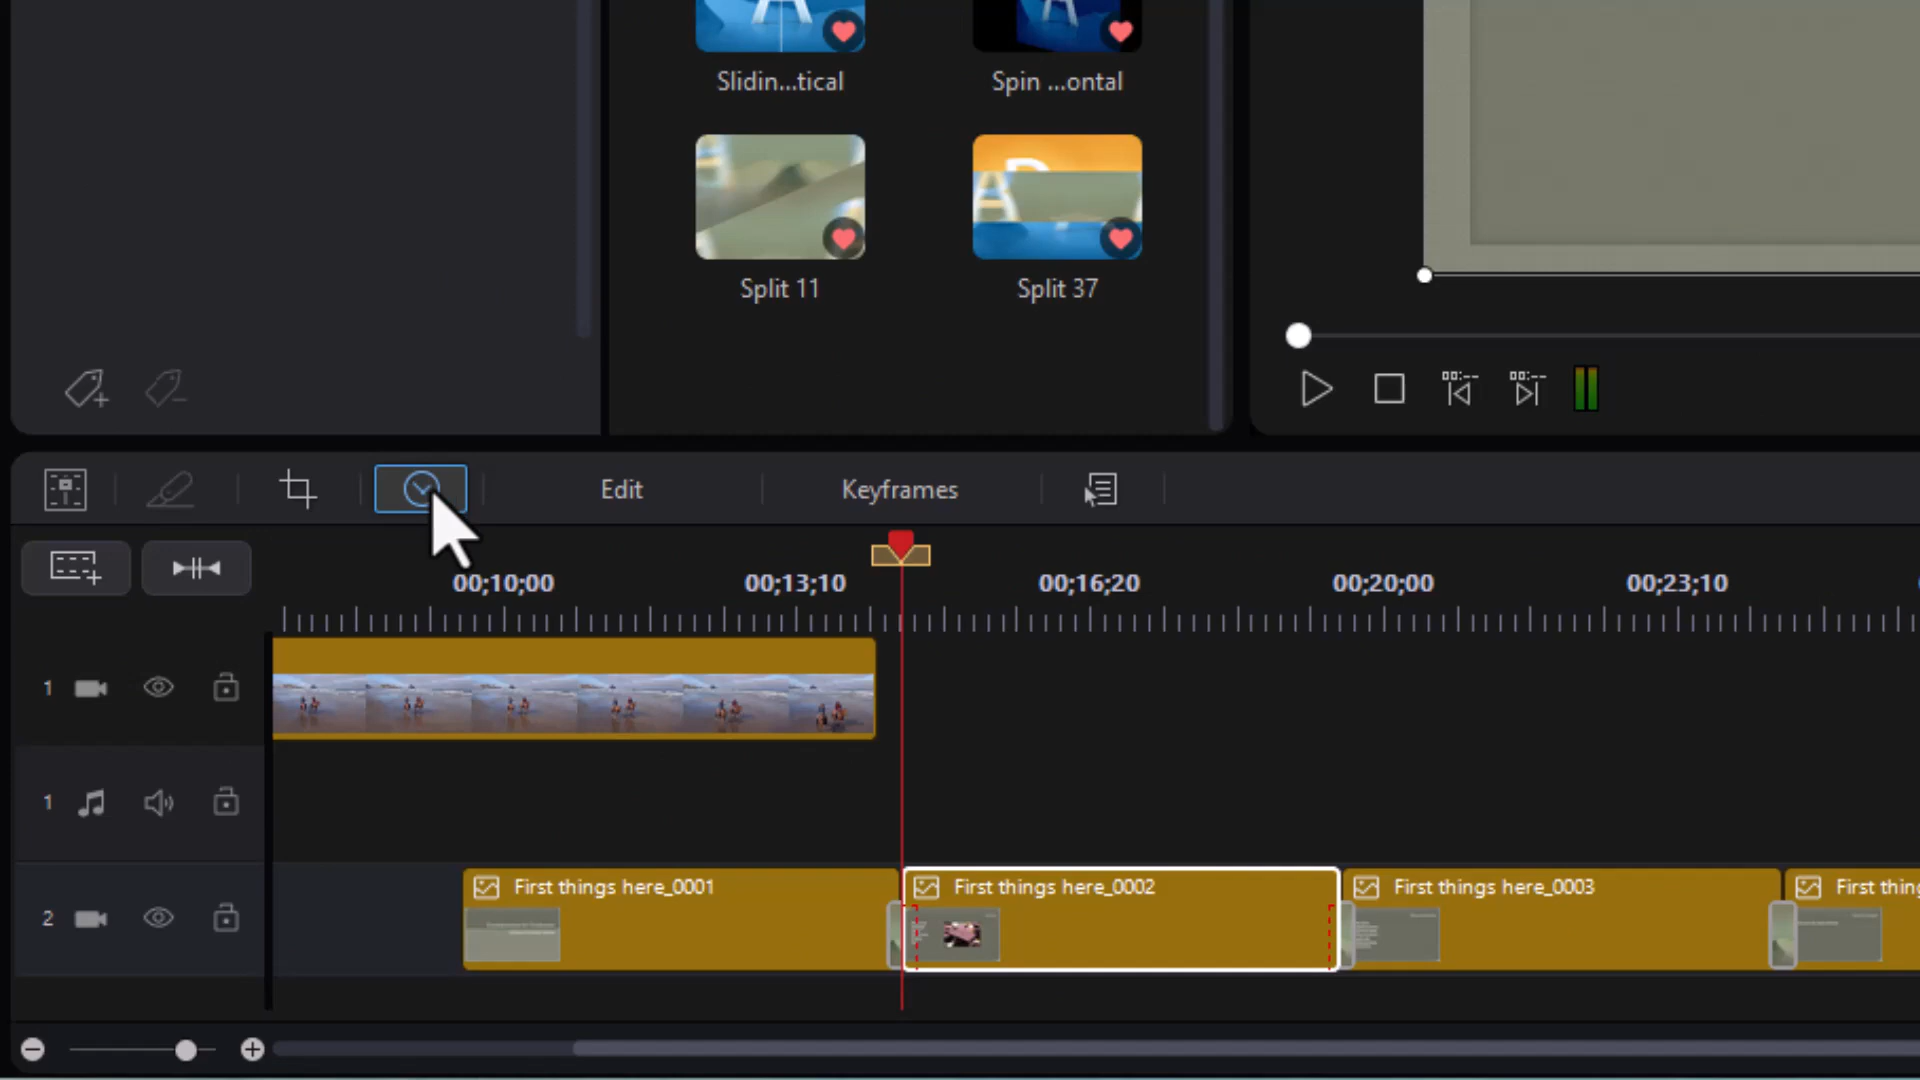 Slidin...tical
Spin ...ontal
Split 11
Split 37
Edit
Keyframes
00;10;00
00;13;10
00;16;20
00;20;00
00;23;10
1
1
First things here_0001
First things here_0002
First things here_0003
First thing
2